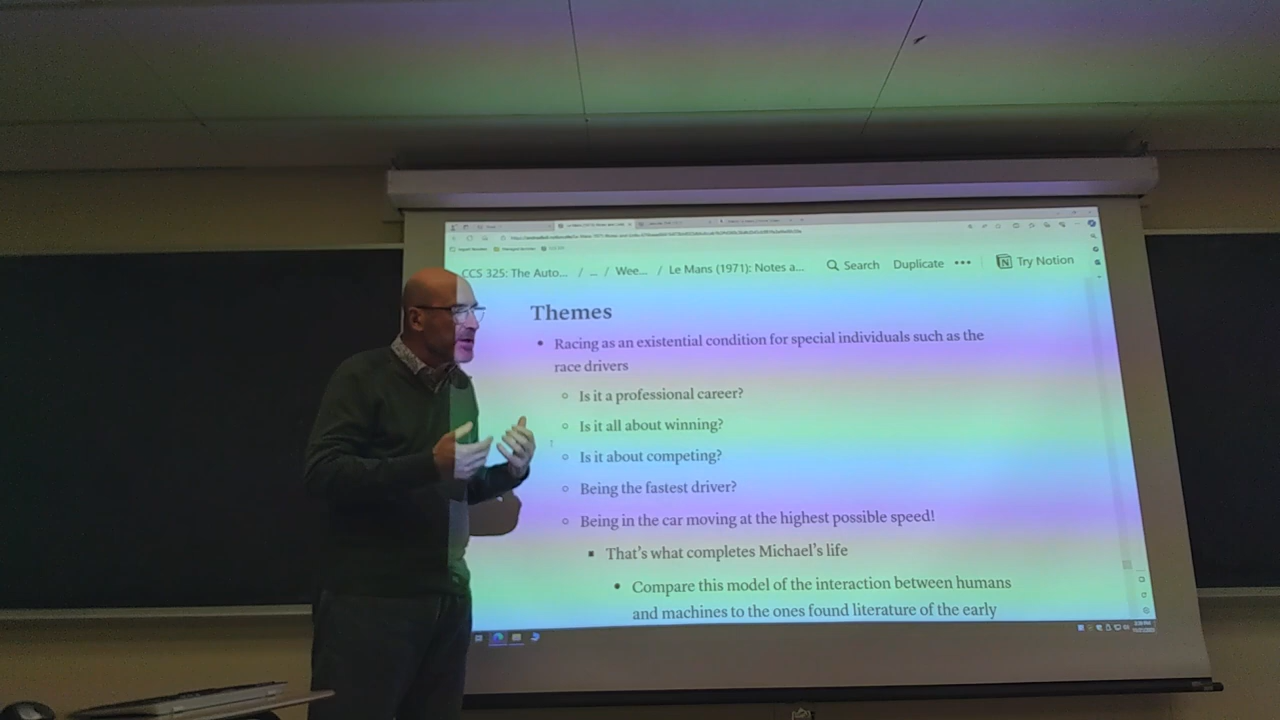 CCS 325: The Auto... / ... / Wee... / Le Mans (1971): Notes a... Search Duplicate ••• Try Notion
Themes
Racing as an existential condition for special individuals such as the
race drivers
Is it a professional career?
Is it all about winning?
Is it about competing?
Being the fastest driver?
Being in the car moving at the highest possible speed!
That's what completes Michael's life
Compare this model of the interaction between humans
and machines to the ones found literature of the early